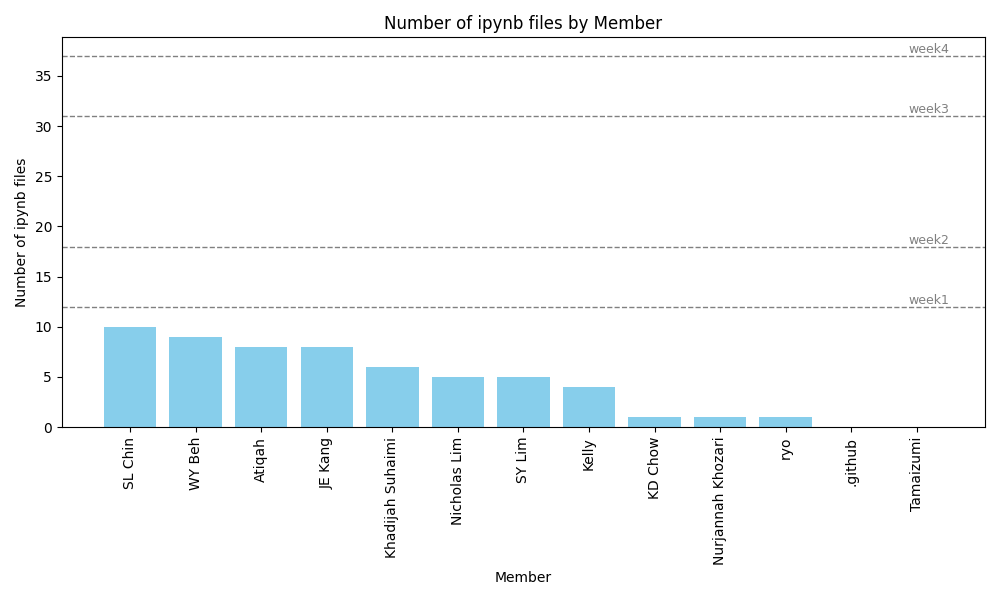 Number of ipynb files by Member
Number of ipynb files
35
30
25
20
15
10
5
0
week4
week3
week2
week1
SL Chin
WY Beh
Atiqah
JE Kang
Khadijah Suhaimi
Nicholas Lim
SY Lim
Kelly
KD Chow
Nurjannah Khozari
ryo
.github
Tamaizumi
Member